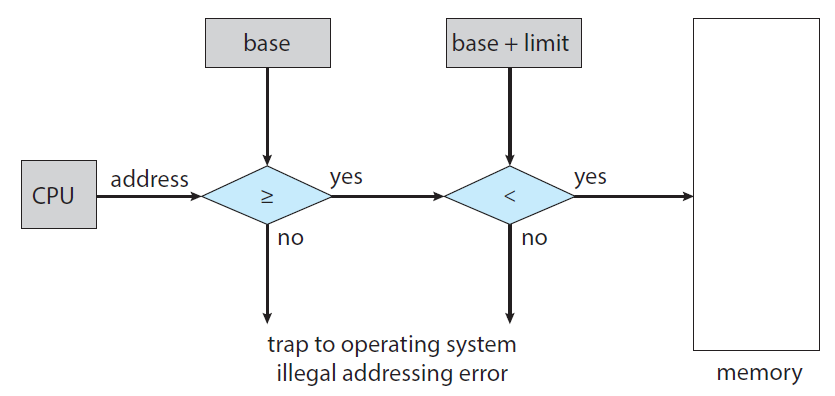 base
base + limit
CPU
address
≥
yes
<
yes
no
no
trap to operating system
illegal addressing error
memory